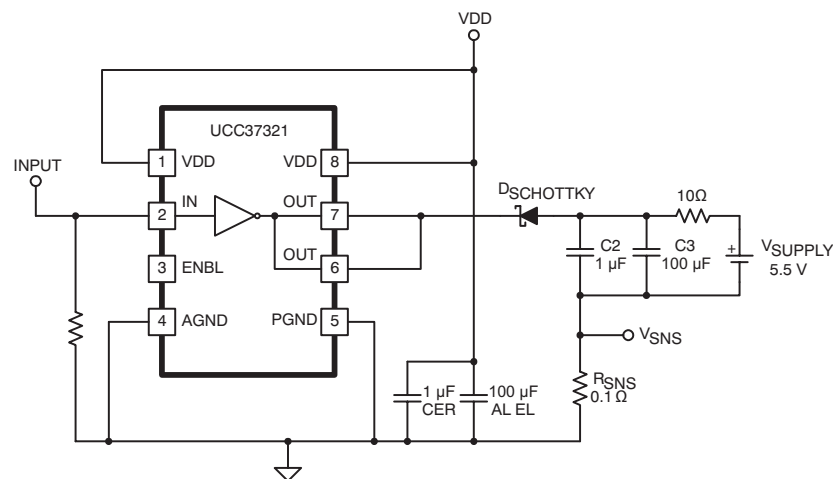 VDD
UCC37321
INPUT
1 VDD
VDD 8
2 IN
OUT 7
3 ENBL
OUT 6
4 AGND
PGND 5
DSCHOTTKY
10Ω
C2
1 µF
C3
100 µF
+
VSUPPLY
5.5 V
VSNS
RSNS
0.1 Ω
1 µF
CER
100 µF
AL EL